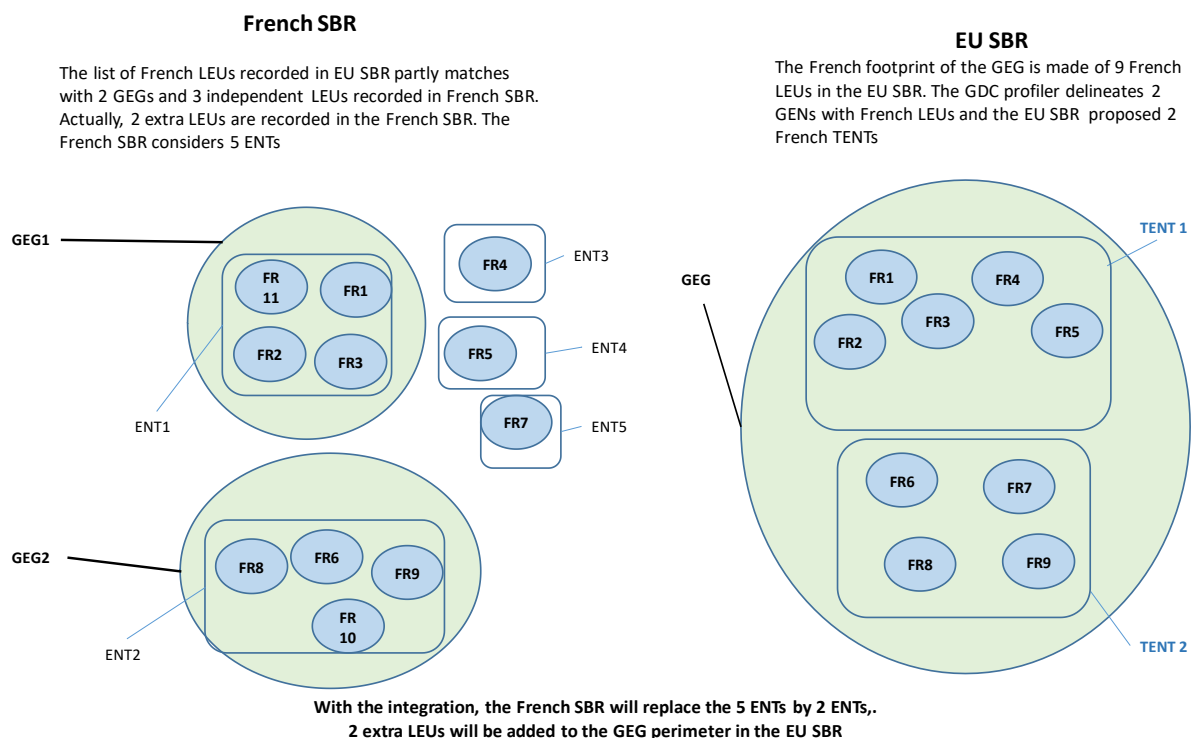 French SBR
The list of French LEUs recorded in EU SBR partly matches
with 2 GEGs and 3 independent LEUs recorded in French SBR.
Actually, 2 extra LEUs are recorded in the French SBR. The
French SBR considers 5 ENTs
GEG1
FR
11
FR1
FR2
FR3
ENT1
FR4
ENT3
FR5
ENT4
FR7
ENT5
GEG2
FR8
FR6
FR9
FR
10
ENT2
EU SBR
The French footprint of the GEG is made of 9 French
LEUs in the EU SBR. The GDC profiler delineates 2
GENs with French LEUs and the EU SBR proposed 2
French TENTs
TENT 1
GEG
FR1
FR4
FR3
FR2
FR5
FR6
FR7
FR8
FR9
TENT 2
With the integration, the French SBR will replace the 5 ENTs by 2 ENTs,.
2 extra LEUs will be added to the GEG perimeter in the EU SBR